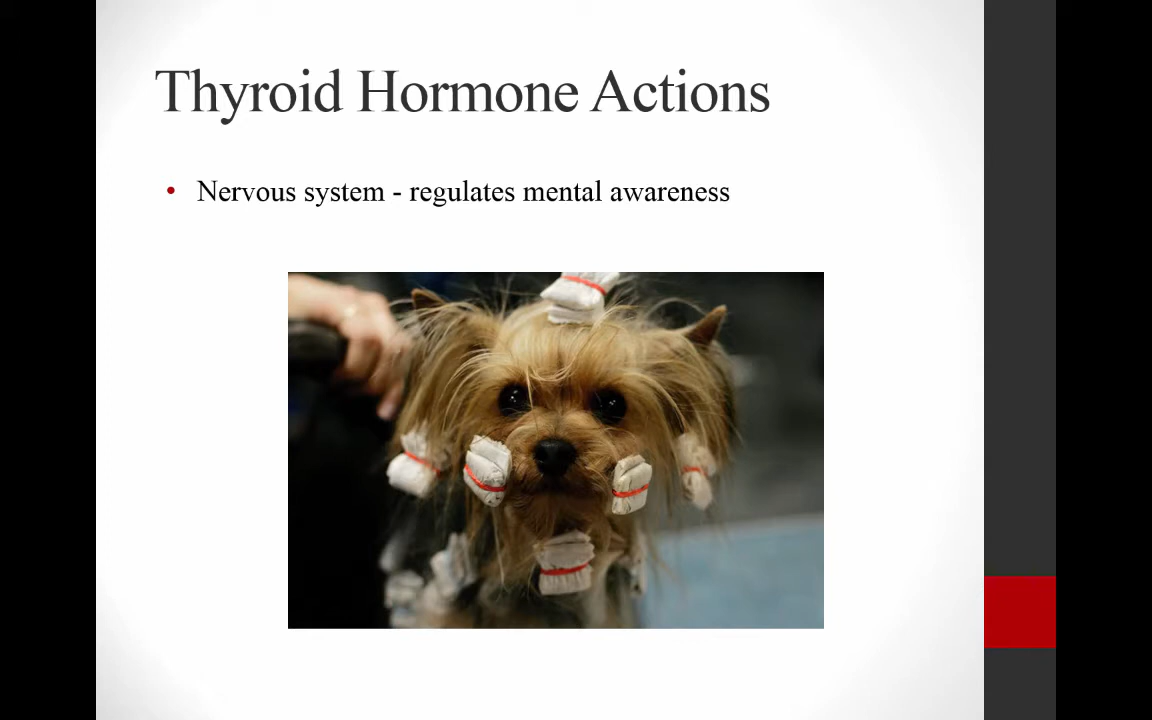 Thyroid Hormone Actions
• Nervous system - regulates mental awareness